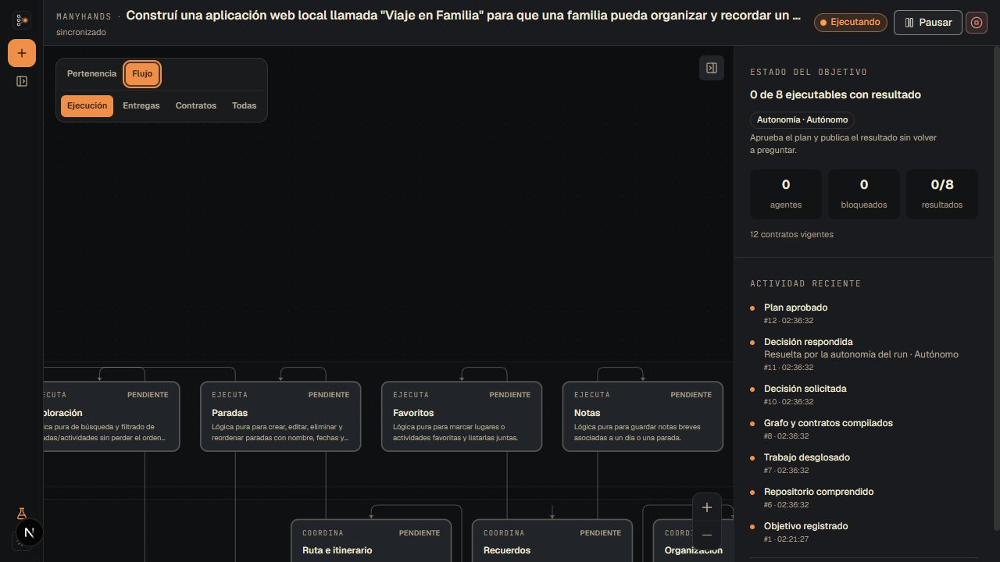 MANYHANDS · Construí una aplicación web local llamada "Viaje en Familia" para que una familia pueda organizar y recordar un ...
sincronizado
Ejecutando
Pausar
Pertenencia
Flujo
Ejecución
Entregas
Contratos
Todas
ESTADO DEL OBJETIVO
0 de 8 ejecutables con resultado
Autonomía · Autónomo
Aprueba el plan y publica el resultado sin volver
a preguntar.
0
agentes
0
bloqueados
0/8
resultados
12 contratos vigentes
ACTIVIDAD RECIENTE
Plan aprobado
#12 · 02:36:32
Decisión respondida
Resuelta por la autonomía del run · Autónomo
#11 · 02:36:32
Decisión solicitada
#10 · 02:36:32
Grafo y contratos compilados
#8 · 02:36:32
Trabajo desglosado
#7 · 02:36:32
Repositorio comprendido
#6 · 02:36:32
Objetivo registrado
#1 · 02:21:27
ECUTA
PENDIENTE
ploración
ica pura de búsqueda y filtrado de
adas/actividades sin perder el orden...
EJECUTA
PENDIENTE
Paradas
Lógica pura para crear, editar, eliminar y
reordenar paradas con nombre, fechas y...
EJECUTA
PENDIENTE
Favoritos
Lógica pura para marcar lugares o
actividades favoritas y listarlas juntas.
EJECUTA
PENDIENTE
Notas
Lógica pura para guardar notas breves
asociadas a un día o una parada.
COORDINA
PENDIENTE
Ruta e itinerario
COORDINA
PENDIENTE
Recuerdos
COORDI
Organización
N